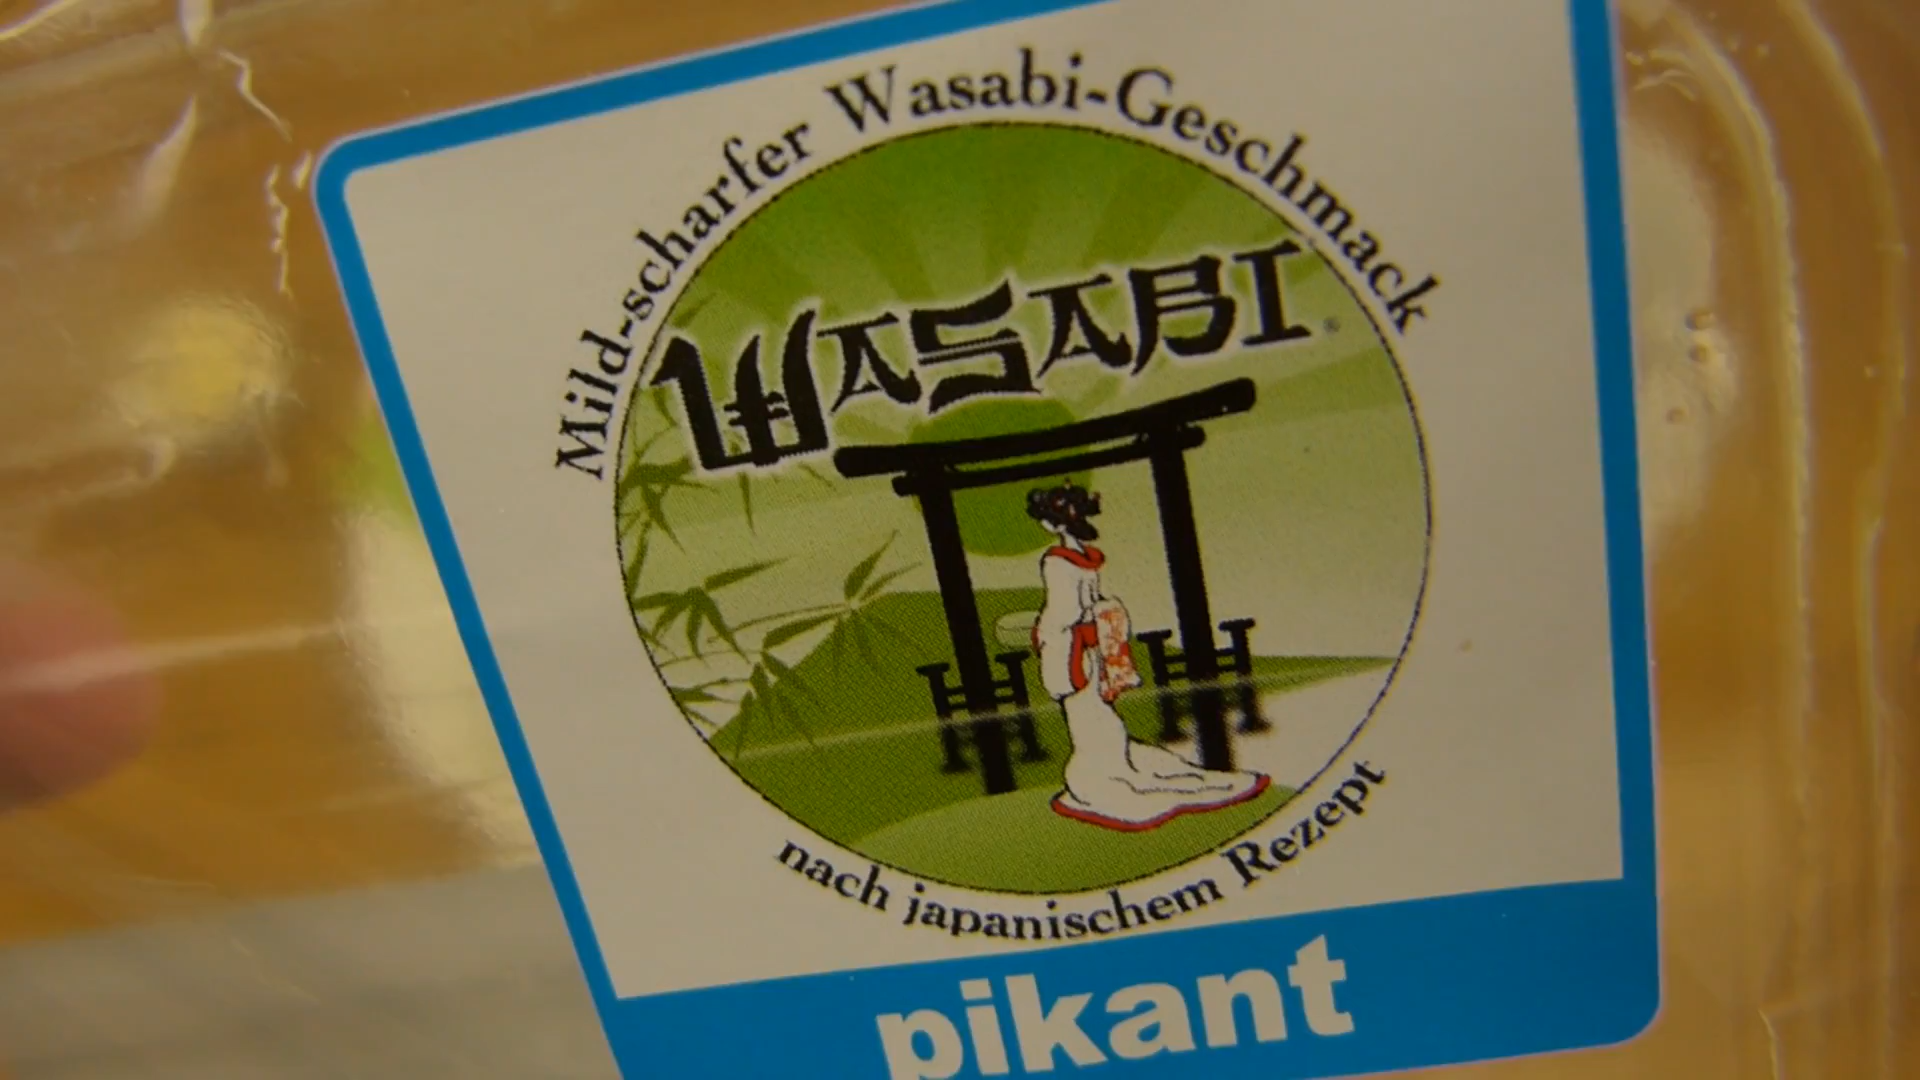 Mild-scharfer Wasabi-Geschmack
WASABI
nach japanischem Rezept
pikant